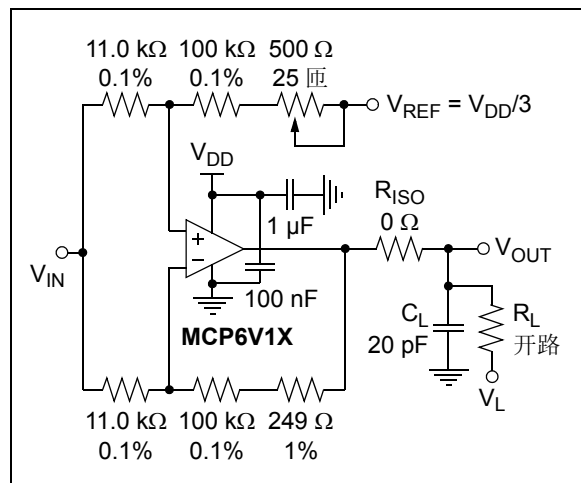 11.0 kΩ 100 kΩ 500 Ω
0.1% 0.1% 25 匝
V_REF = V_DD/3
V_DD
R_ISO
0 Ω
1 μF
+
−
V_IN
V_OUT
100 nF
MCP6V1X
C_L R_L
20 pF 开路
V_L
11.0 kΩ 100 kΩ 249 Ω
0.1% 0.1% 1%